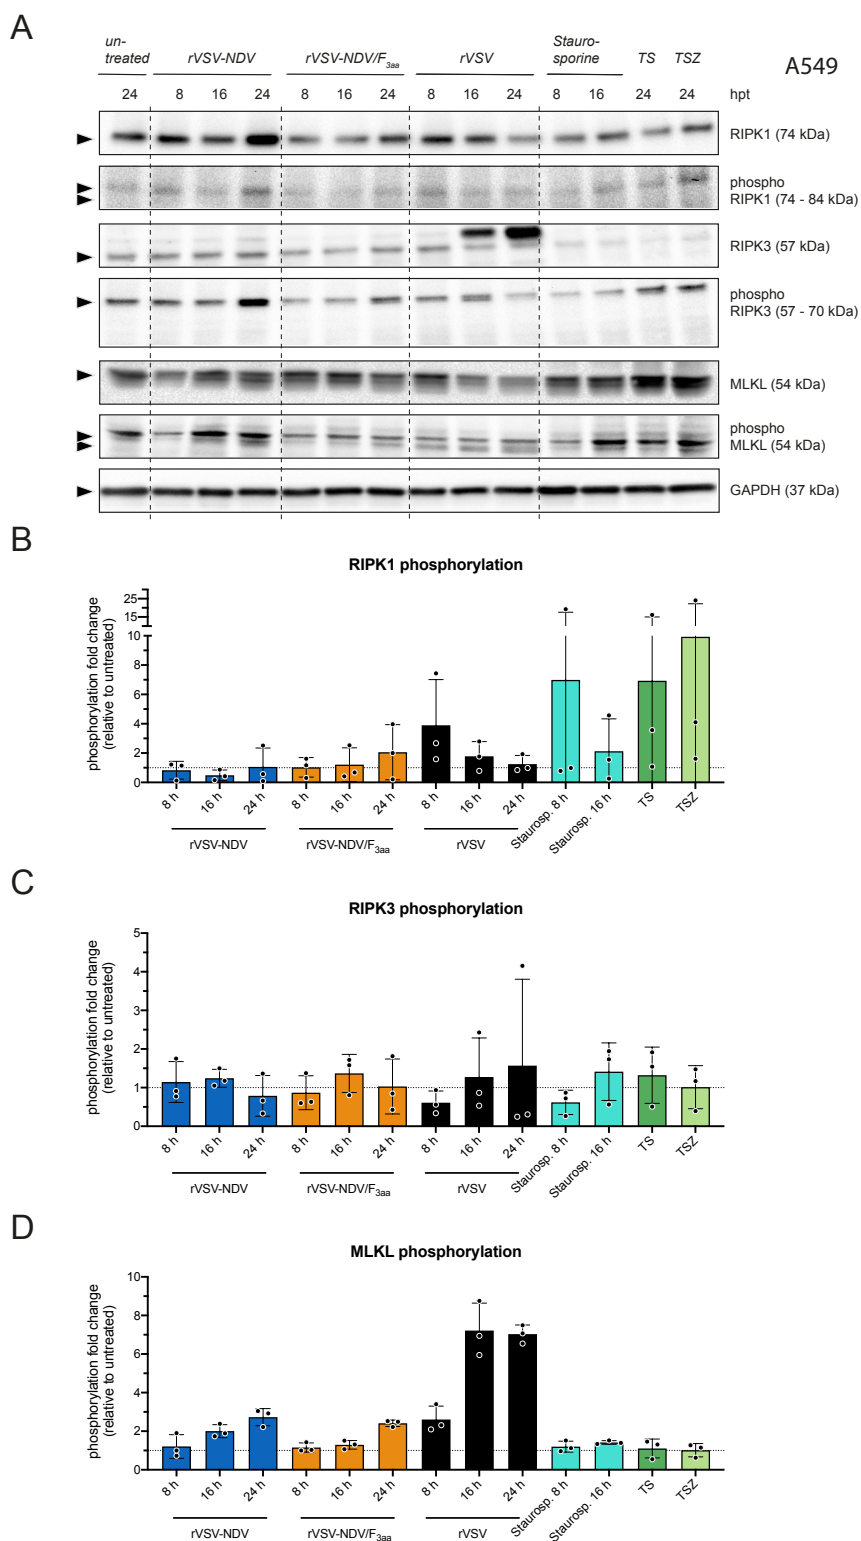 A
un-
treated
rVSV-NDV
rVSV-NDV/F3aa
rVSV
Stauro-
sporine
TS
TSZ
A549
24 8 16 24 8 16 24 8 16 24 8 16 24 24 hpt
RIPK1 (74 kDa)
phospho
RIPK1 (74 - 84 kDa)
RIPK3 (57 kDa)
phospho
RIPK3 (57 - 70 kDa)
MLKL (54 kDa)
phospho
MLKL (54 kDa)
GAPDH (37 kDa)
B
RIPK1 phosphorylation
phosphorylation fold change
(relative to untreated)
25
15
10
8
6
4
2
0
8 h 16 h 24 h 8 h 16 h 24 h 8 h 16 h 24 h Staurosp. 8 h Staurosp. 16 h TS TSZ
rVSV-NDV rVSV-NDV/F3aa rVSV
C
RIPK3 phosphorylation
phosphorylation fold change
(relative to untreated)
5
4
3
2
1
0
8 h 16 h 24 h 8 h 16 h 24 h 8 h 16 h 24 h Staurosp. 8 h Staurosp. 16 h TS TSZ
rVSV-NDV rVSV-NDV/F3aa rVSV
D
MLKL phosphorylation
phosphorylation fold change
(relative to untreated)
10
8
6
4
2
0
8 h 16 h 24 h 8 h 16 h 24 h 8 h 16 h 24 h Staurosp. 8 h Staurosp. 16 h TS TSZ
rVSV-NDV rVSV-NDV/F3aa rVSV